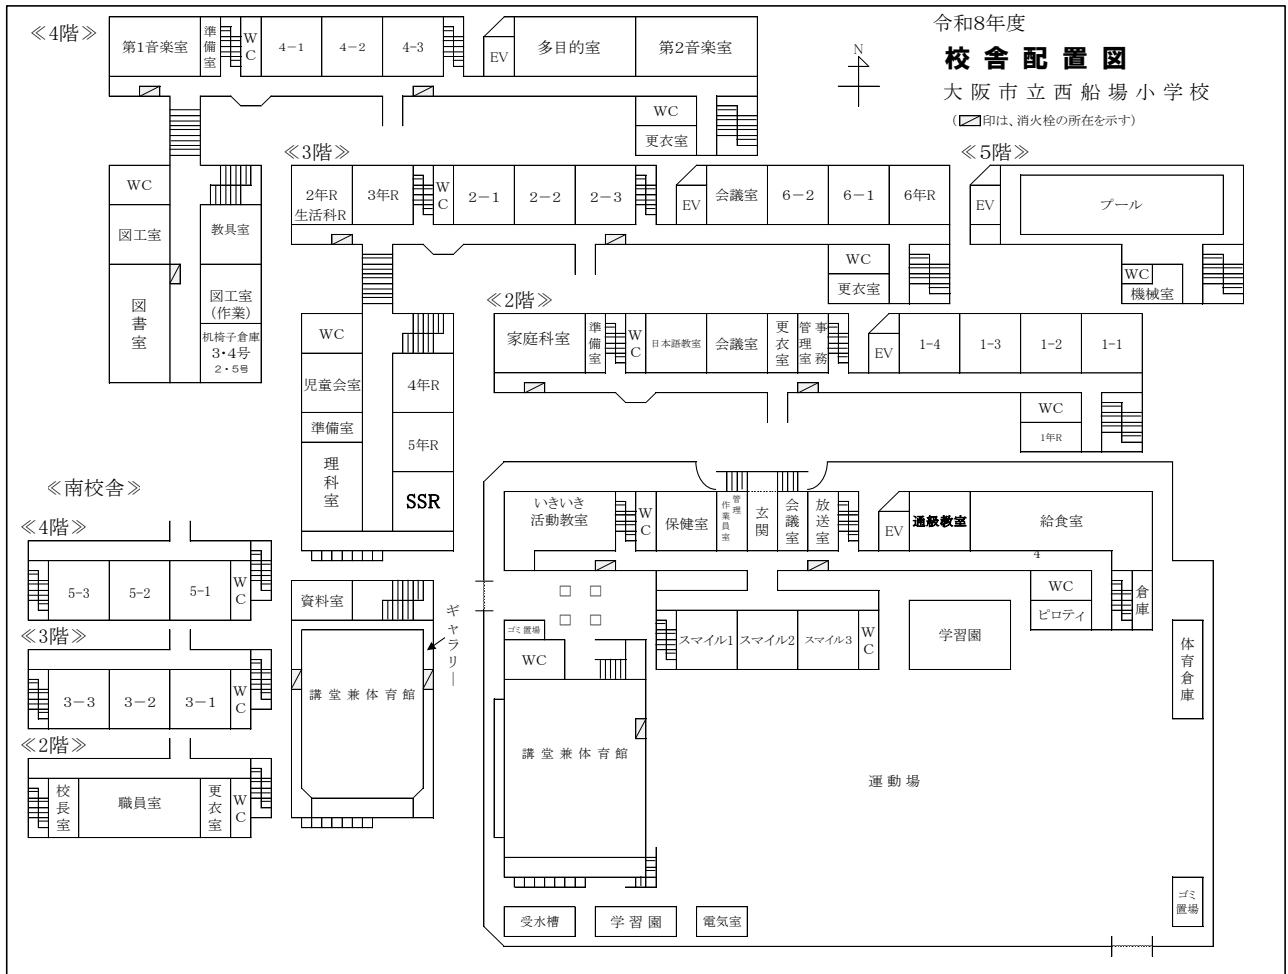 令和8年度
校舎配置図
大阪市立西船場小学校
(印は、消火栓の所在を示す)
N
≪4階≫
第1音楽室
準備室
WC
4-1
4-2
4-3
EV
多目的室
第2音楽室
WC
更衣室
WC
図工室
図書室
教具室
図工室
(作業)
机椅子倉庫
3・4号
2・5号
≪3階≫
2年R
生活科R
3年R
WC
2-1
2-2
2-3
EV
会議室
6-2
6-1
6年R
WC
更衣室
WC
児童会室
準備室
理科室
4年R
5年R
SSR
≪5階≫
EV
プール
WC
機械室
≪2階≫
家庭科室
準備室
WC
日本語教室
会議室
更衣室
管理室
事務
EV
1-4
1-3
1-2
1-1
WC
1年R
資料室
ギャラリー
講堂兼体育館
≪南校舎≫
≪4階≫
5-3
5-2
5-1
WC
≪3階≫
3-3
3-2
3-1
WC
≪2階≫
校長室
職員室
更衣室
WC
いきいき
活動教室
WC
保健室
管理
作業員室
玄関
会議室
放送室
EV
通級教室
給食室
4
WC
ピロティ
倉庫
ゴミ置場
WC
スマイル1
スマイル2
スマイル3
WC
学習園
体育倉庫
講堂兼体育館
運動場
受水槽
学習園
電気室
ゴミ
置場